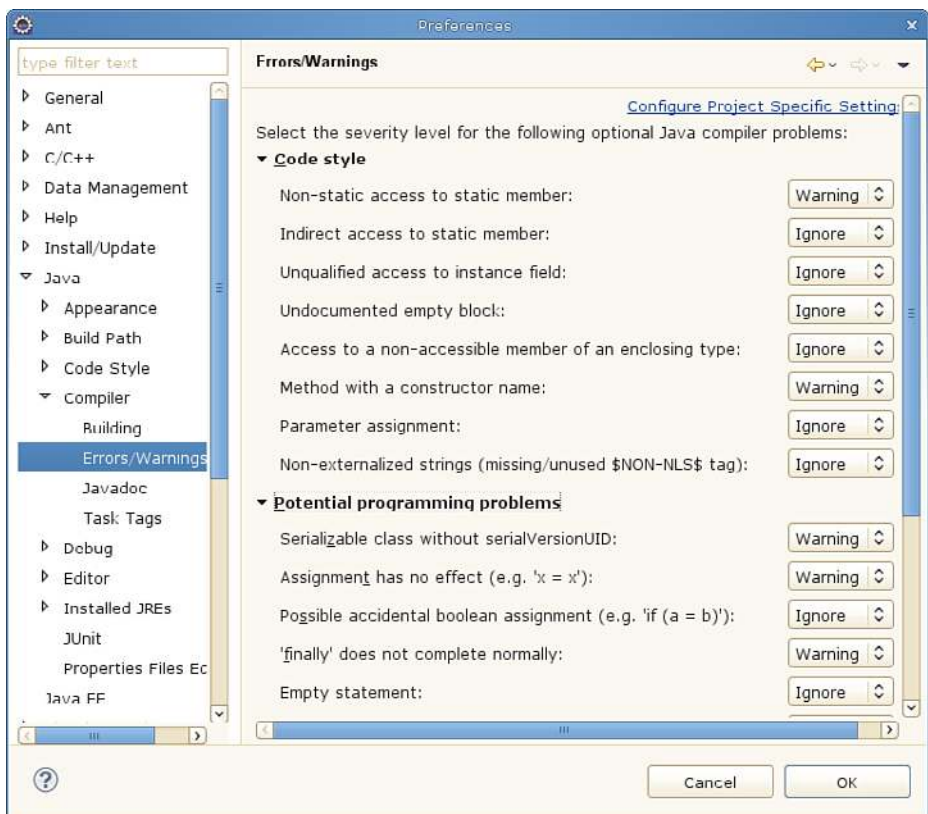 Preferences
type filter text
General
Ant
C/C++
Data Management
Help
Install/Update
Java
Appearance
Build Path
Code Style
Compiler
Building
Errors/Warnings
Javadoc
Task Tags
Debug
Editor
Installed JREs
JUnit
Properties Files Ec
Java EE
Errors/Warnings
Configure Project Specific Setting
Select the severity level for the following optional Java compiler problems:
Code style
Non-static access to static member: Warning
Indirect access to static member: Ignore
Unqualified access to instance field: Ignore
Undocumented empty block: Ignore
Access to a non-accessible member of an enclosing type: Ignore
Method with a constructor name: Warning
Parameter assignment: Ignore
Non-externalized strings (missing/unused $NON-NLS$ tag): Ignore
Potential programming problems
Serializable class without serialVersionUID: Warning
Assignment has no effect (e.g. 'x = x'): Warning
Possible accidental boolean assignment (e.g. 'if (a = b)'): Ignore
'finally' does not complete normally: Warning
Empty statement: Ignore
Cancel
OK